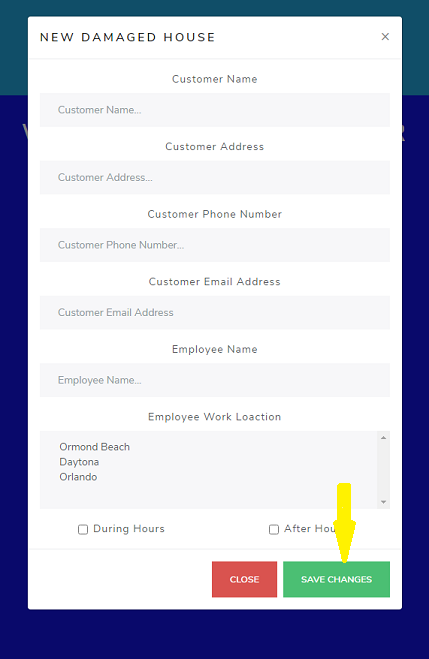 NEW DAMAGED HOUSE ×
Customer Name
Customer Name...
Customer Address
Customer Address...
Customer Phone Number
Customer Phone Number...
Customer Email Address
Customer Email Address
Employee Name
Employee Name...
Employee Work Loaction
Ormond Beach
Daytona
Orlando
During Hours After
CLOSE SAVE CHANGES